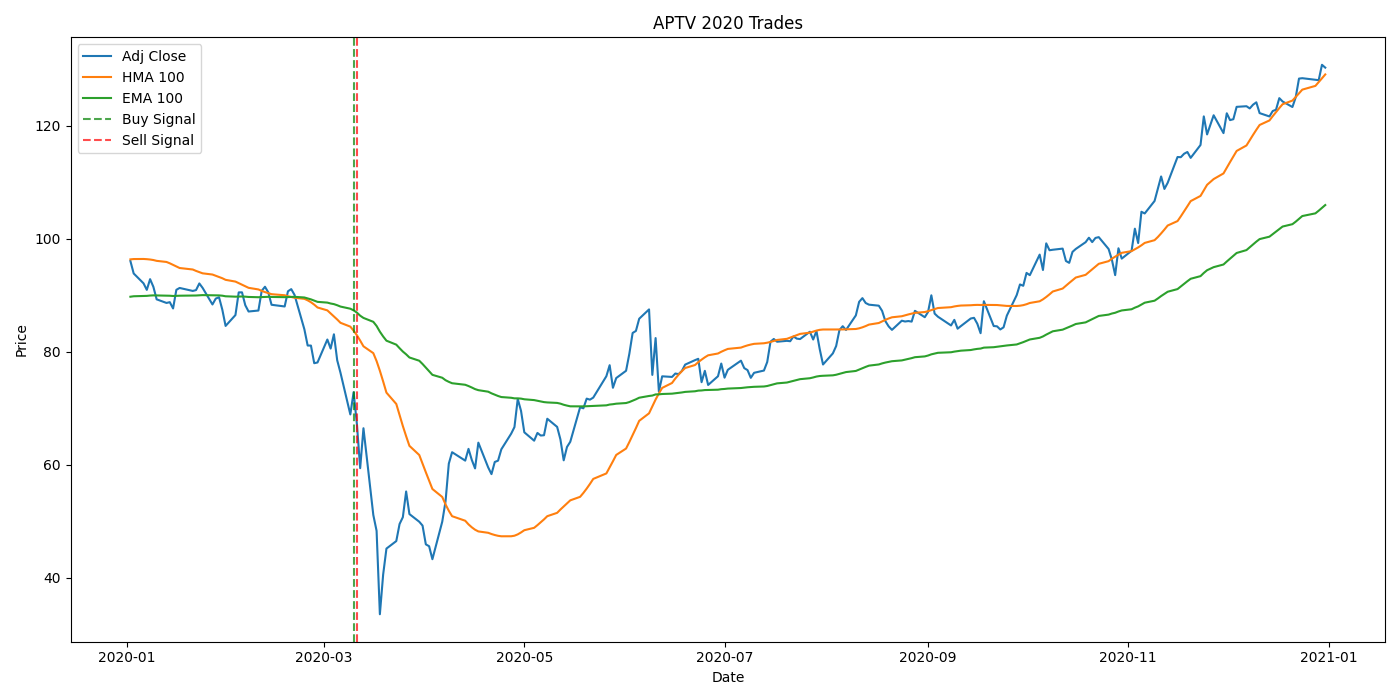 APTV 2020 Trades
Adj Close
HMA 100
EMA 100
Buy Signal
Sell Signal
Price
120
100
80
60
40
2020-01
2020-03
2020-05
2020-07
2020-09
2020-11
2021-01
Date